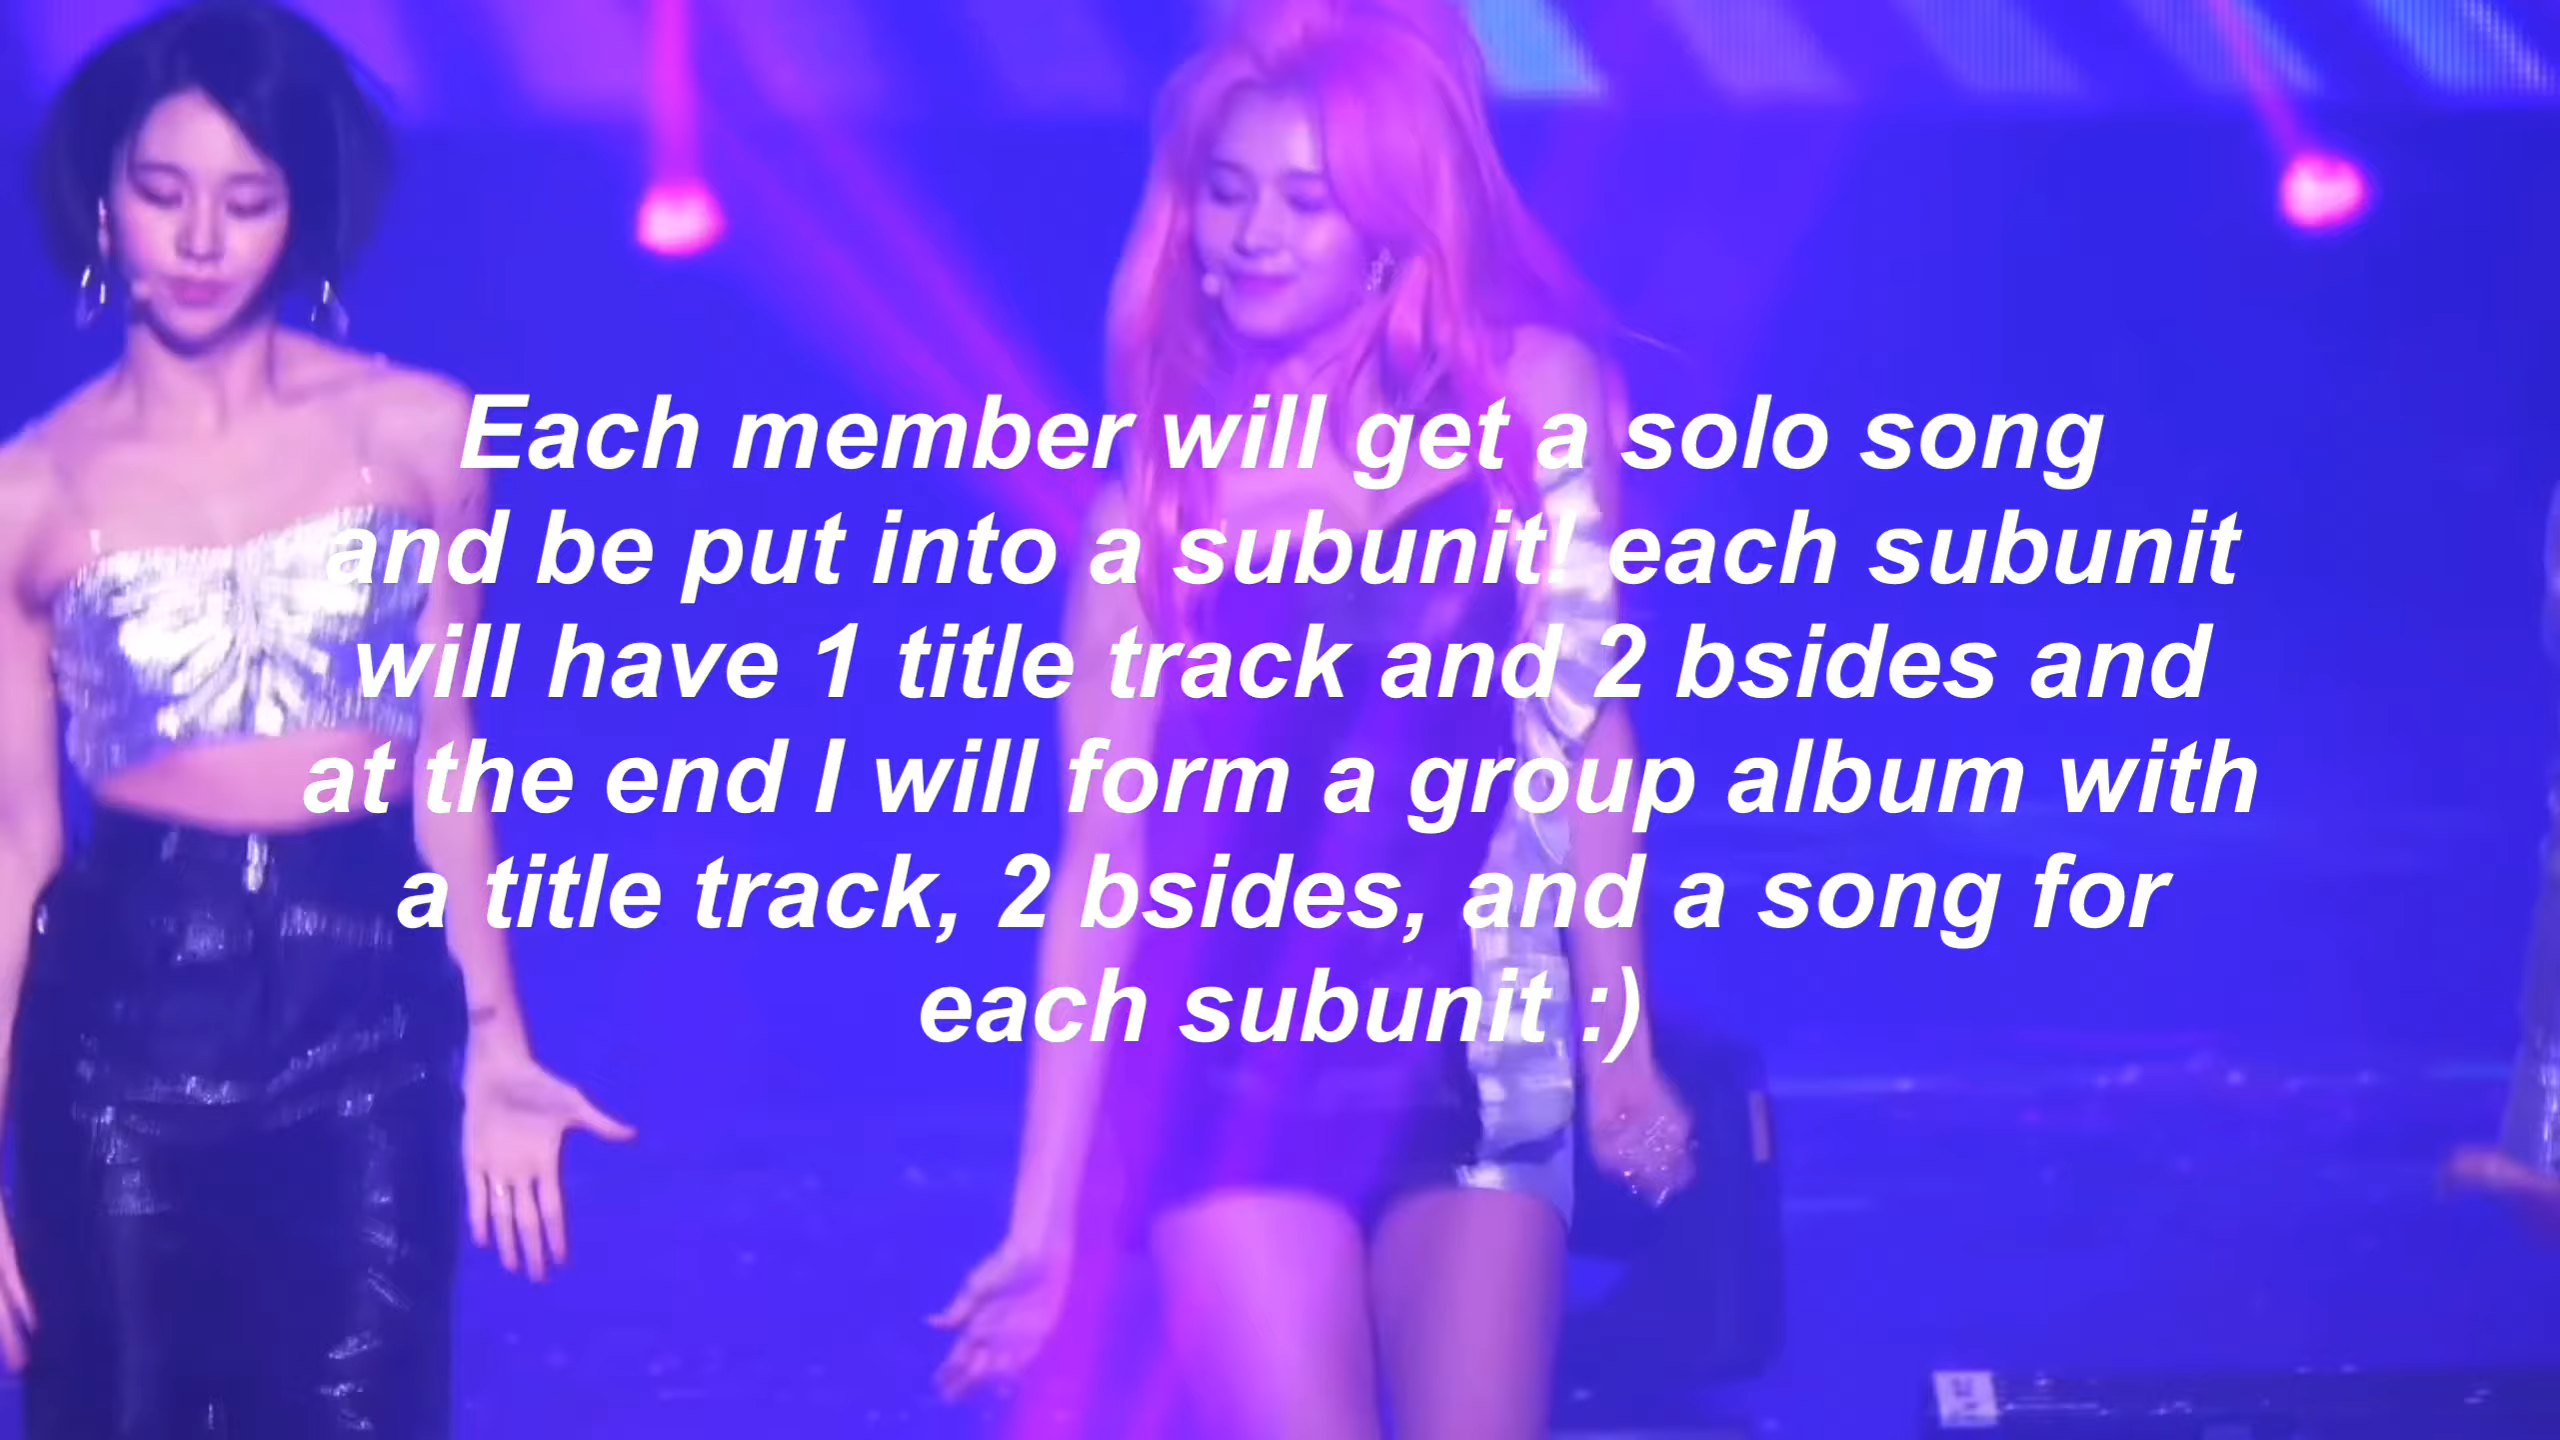 Each member will get a solo song
and be put into a subunit! each subunit
will have 1 title track and 2 bsides and
at the end I will form a group album with
a title track, 2 bsides, and a song for
each subunit :)